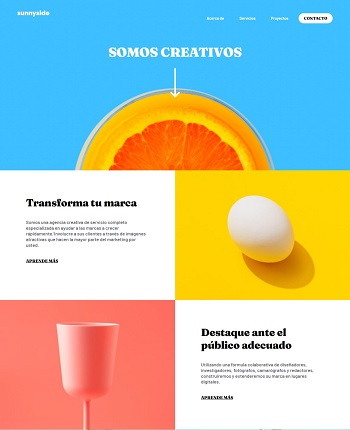 sunnyside
Acerca de
Servicios
Proyectos
CONTACTO
SOMOS CREATIVOS
Transforma tu marca
Somos una agencia creativa de servicio completo
especializada en ayudar a las marcas a crecer
rapidamente.Involucre a sus clientes a través de imágenes
atractivas que hacen la mayor parte del marketing por
usted.
APRENDE MÁS
Destaque ante el
público adecuado
Utilizando una fórmula colaborativa de diseñadores,
investigadores, fotógrafos, camarógrafos y redactores,
construiremos y extenderemos su marca en lugares
digitales.
APRENDE MÁS